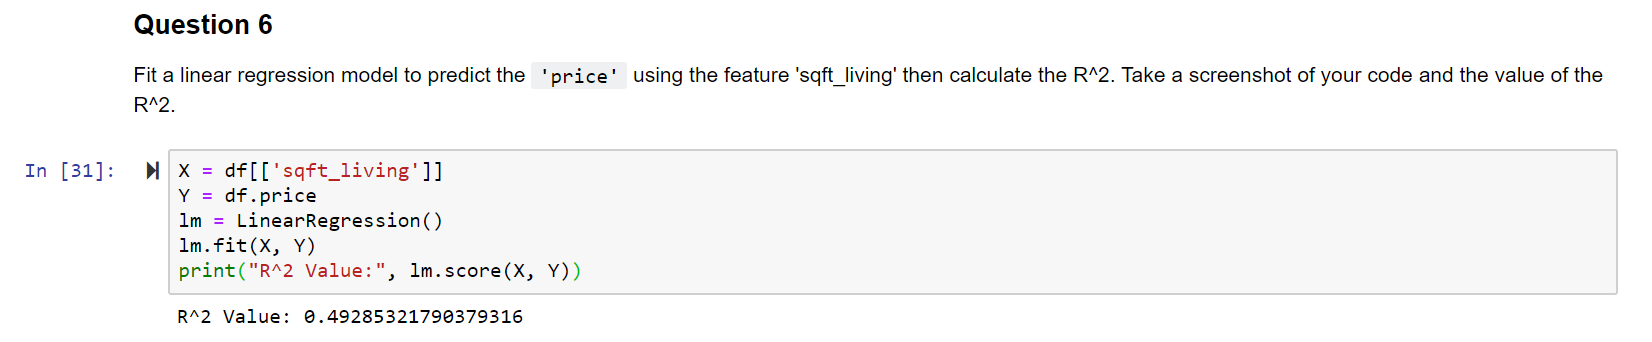 Question 6
Fit a linear regression model to predict the 'price' using the feature 'sqft_living' then calculate the R^2. Take a screenshot of your code and the value of the
R^2.
In [31]:
X = df[['sqft_living']]
Y = df.price
lm = LinearRegression()
lm.fit(X, Y)
print("R^2 Value:", lm.score(X, Y))
R^2 Value: 0.49285321790379316